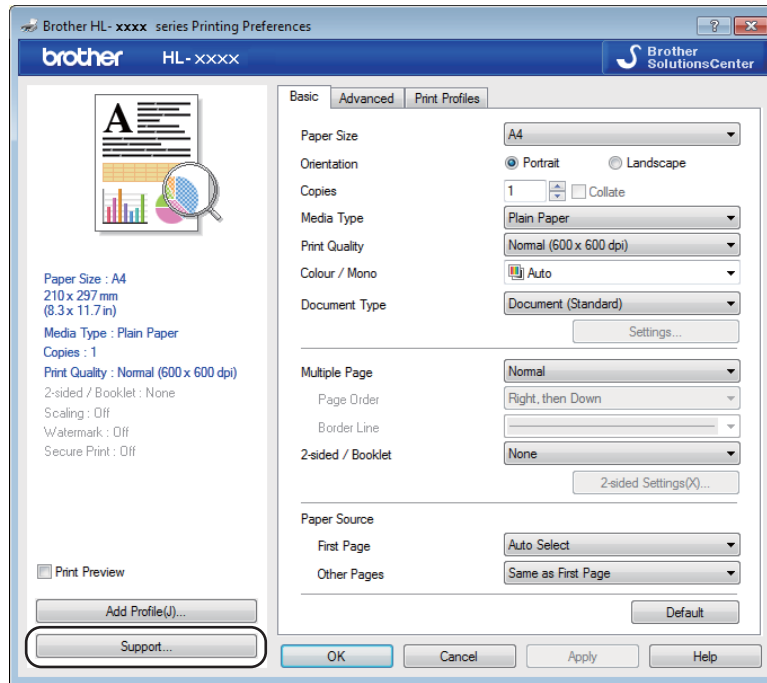 Brother HL- xxxx series Printing Preferences
?
brother HL-xxxx
Brother
SolutionsCenter
A
Paper Size : A4
210 x 297 mm
(8.3 x 11.7 in)
Media Type : Plain Paper
Copies : 1
Print Quality : Normal (600 x 600 dpi)
2-sided / Booklet : None
Scaling : Off
Watermark : Off
Secure Print : Off
Print Preview
Add Profile(J)...
Support...
Basic Advanced Print Profiles
Paper Size A4
Orientation Portrait Landscape
Copies 1 Collate
Media Type Plain Paper
Print Quality Normal (600 x 600 dpi)
Colour / Mono Auto
Document Type Document (Standard)
Settings...
Multiple Page Normal
Page Order Right, then Down
Border Line
2-sided / Booklet None
2-sided Settings(X)...
Paper Source
First Page Auto Select
Other Pages Same as First Page
Default
OK Cancel Apply Help